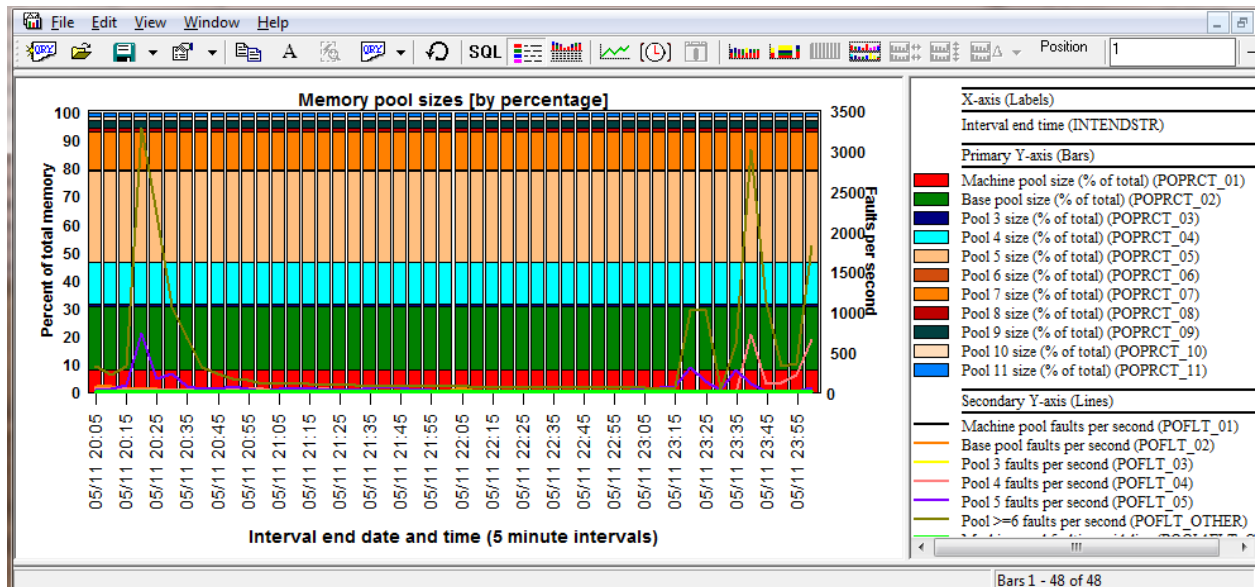 File Edit View Window Help
QRY QRY SQL Position 1
Memory pool sizes [by percentage]
Percent of total memory
100
90
80
70
60
50
40
30
20
10
0
3500
3000
2500
2000
1500
1000
500
0
Faults per second
05/11 20:05
05/11 20:15
05/11 20:25
05/11 20:35
05/11 20:45
05/11 20:55
05/11 21:05
05/11 21:15
05/11 21:25
05/11 21:35
05/11 21:45
05/11 21:55
05/11 22:05
05/11 22:15
05/11 22:25
05/11 22:35
05/11 22:45
05/11 22:55
05/11 23:05
05/11 23:15
05/11 23:25
05/11 23:35
05/11 23:45
05/11 23:55
Interval end date and time (5 minute intervals)
X-axis (Labels)
Interval end time (INTENDSTR)
Primary Y-axis (Bars)
Machine pool size (% of total) (POPRCT_01)
Base pool size (% of total) (POPRCT_02)
Pool 3 size (% of total) (POPRCT_03)
Pool 4 size (% of total) (POPRCT_04)
Pool 5 size (% of total) (POPRCT_05)
Pool 6 size (% of total) (POPRCT_06)
Pool 7 size (% of total) (POPRCT_07)
Pool 8 size (% of total) (POPRCT_08)
Pool 9 size (% of total) (POPRCT_09)
Pool 10 size (% of total) (POPRCT_10)
Pool 11 size (% of total) (POPRCT_11)
Secondary Y-axis (Lines)
Machine pool faults per second (POFLT_01)
Base pool faults per second (POFLT_02)
Pool 3 faults per second (POFLT_03)
Pool 4 faults per second (POFLT_04)
Pool 5 faults per second (POFLT_05)
Pool >=6 faults per second (POFLT_OTHER)
Bars 1 - 48 of 48